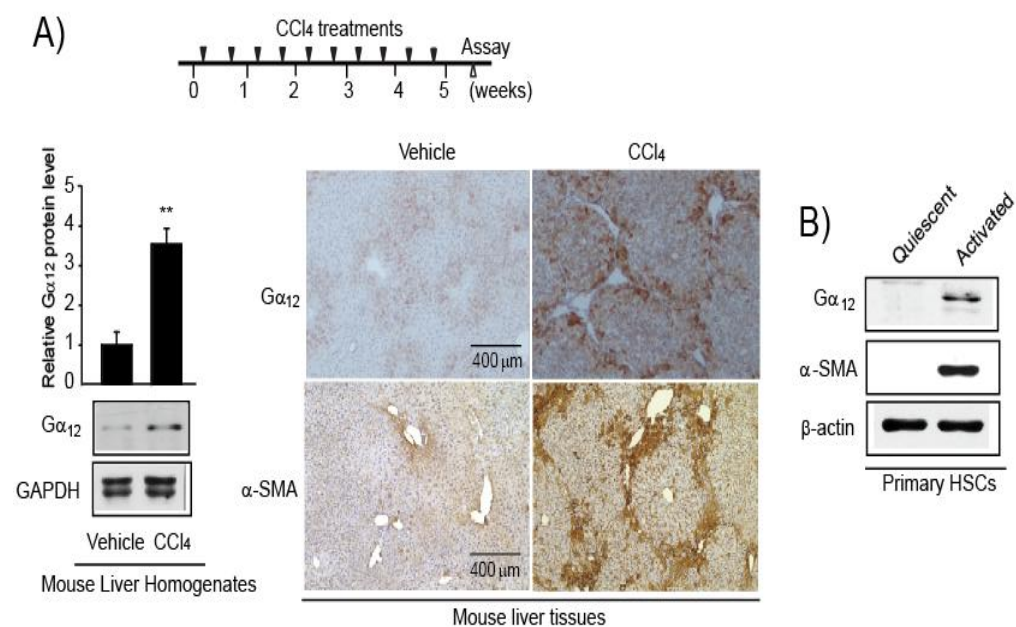 A)
CCl₄ treatments
Assay
0 1 2 3 4 5 (weeks)
Relative Gα12 protein level
5
4
3
2
1
0
**
Gα₁₂
GAPDH
Vehicle CCl₄
Mouse Liver Homogenates
Vehicle CCl₄
Gα₁₂
400 μm
α-SMA
400 μm
Mouse liver tissues
B)
Quiescent Activated
Gα₁₂
α-SMA
β-actin
Primary HSCs